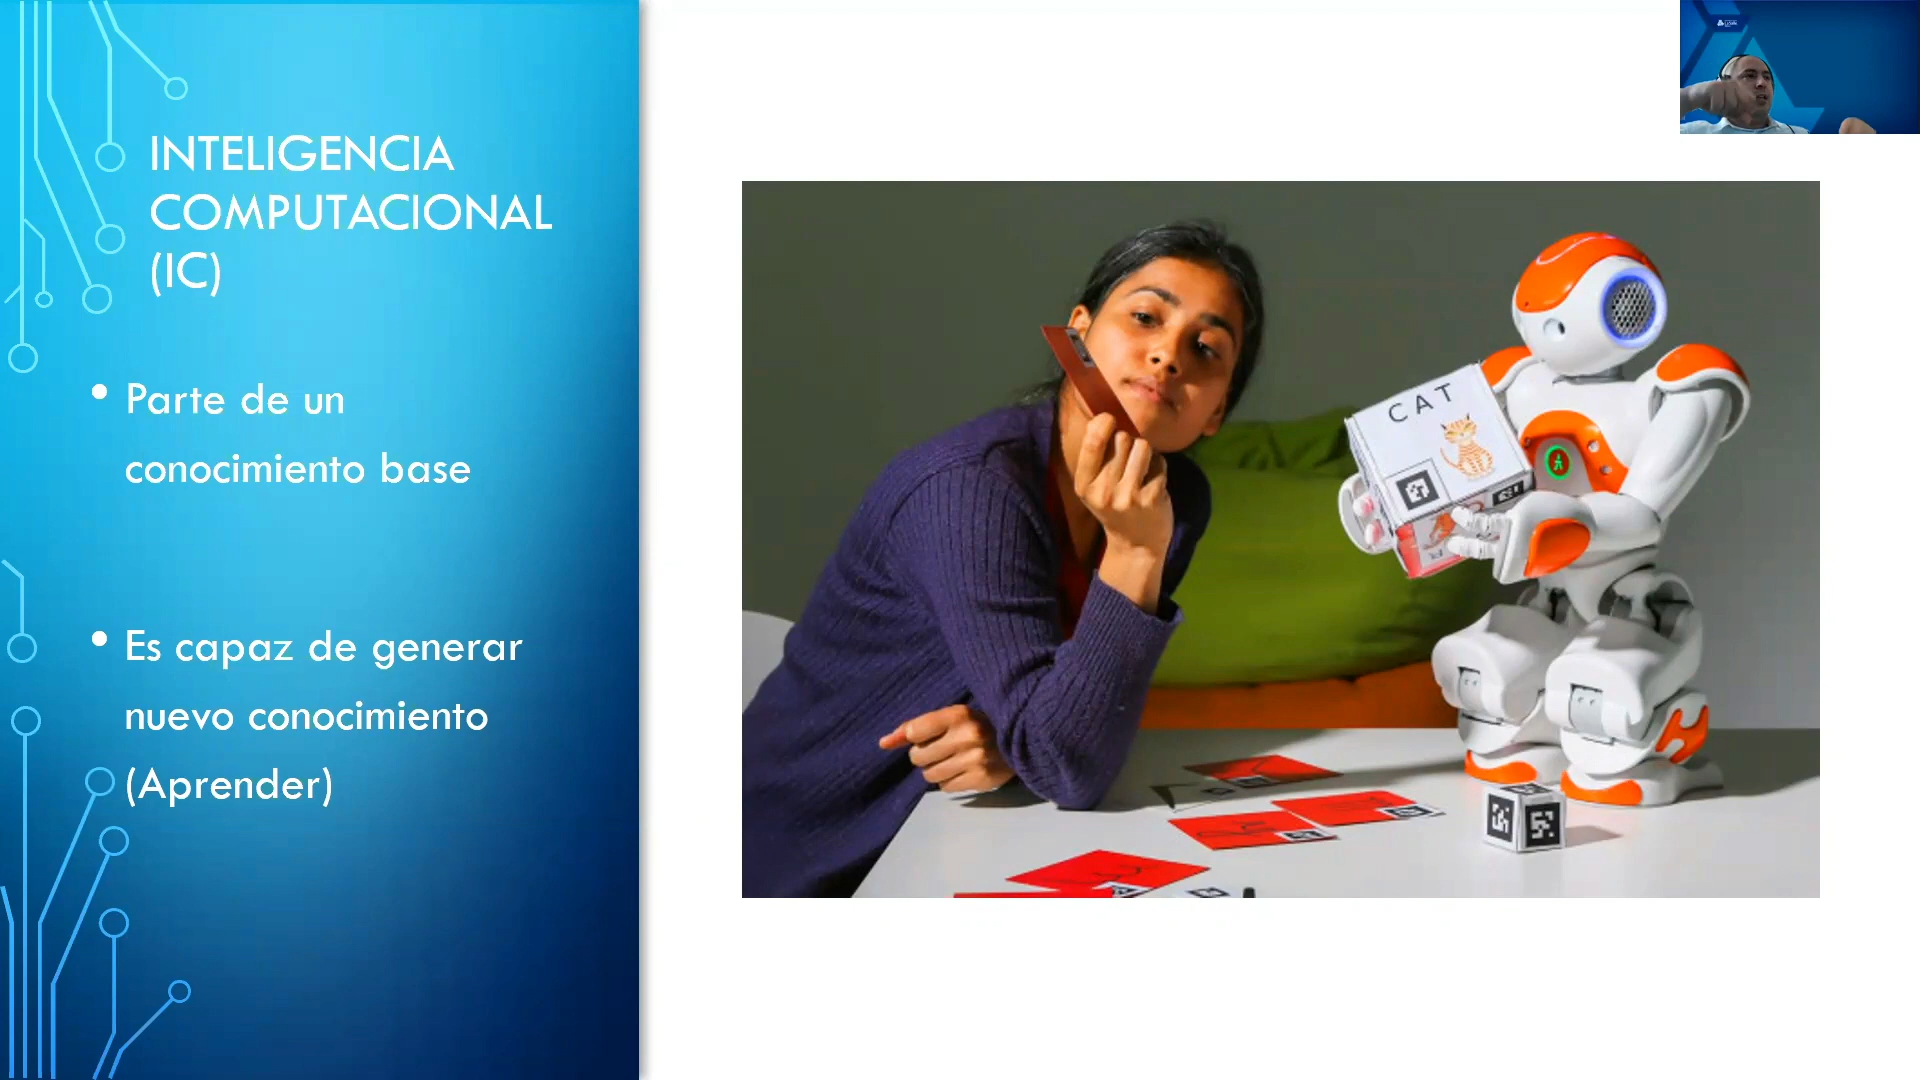 INTELIGENCIA
COMPUTACIONAL
(IC)
• Parte de un
conocimiento base
• Es capaz de generar
nuevo conocimiento
(Aprender)
CAT